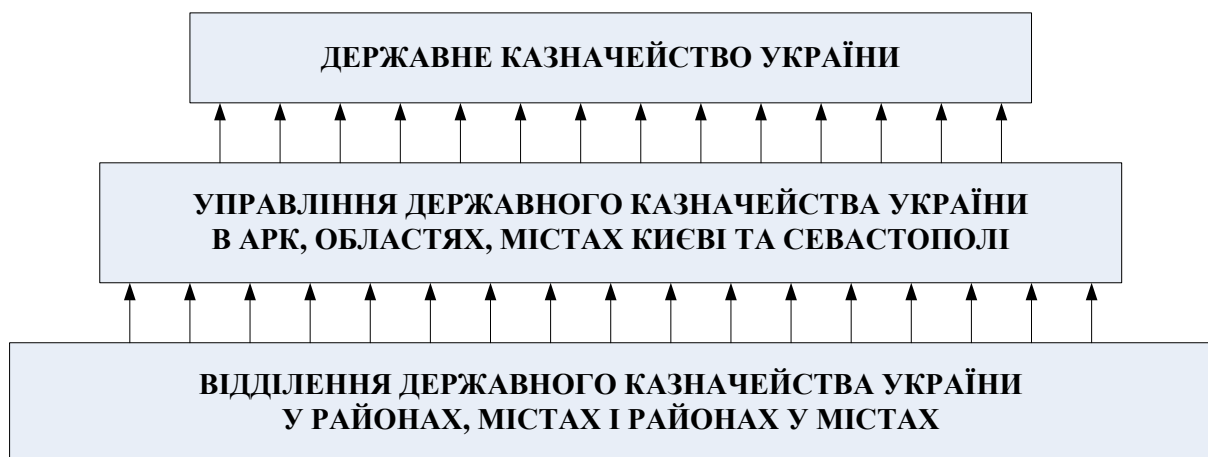 ДЕРЖАВНЕ КАЗНАЧЕЙСТВО УКРАЇНИ
УПРАВЛІННЯ ДЕРЖАВНОГО КАЗНАЧЕЙСТВА УКРАЇНИ
В АРК, ОБЛАСТЯХ, МІСТАХ КИЄВІ ТА СЕВАСТОПОЛІ
ВІДДІЛЕННЯ ДЕРЖАВНОГО КАЗНАЧЕЙСТВА УКРАЇНИ
У РАЙОНАХ, МІСТАХ І РАЙОНАХ У МІСТАХ